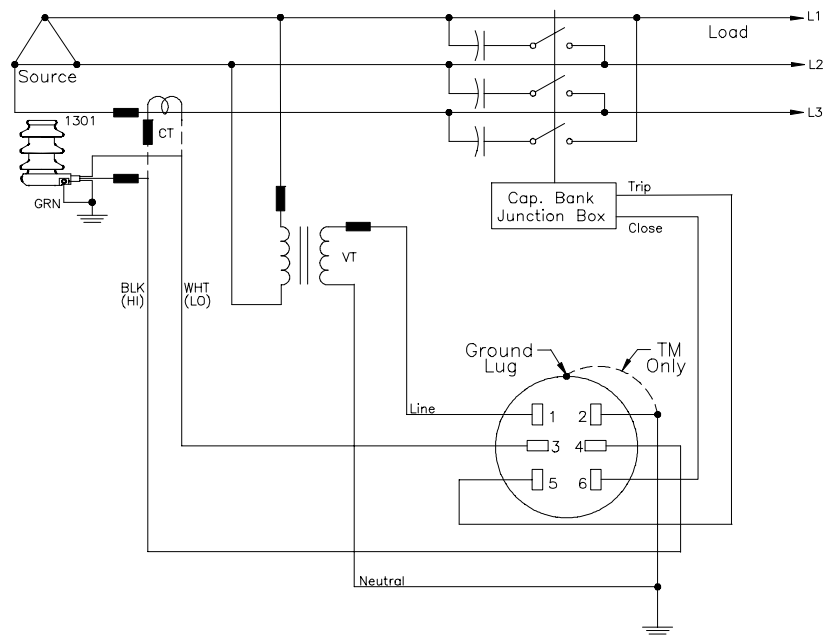 L1
Load
L2
Source
L3
1301
CT
GRN
Cap. Bank
Junction Box
Trip
Close
VT
BLK
(HI)
WHT
(LO)
Ground
Lug
TM
Only
Line
1
2
3
4
5
6
Neutral